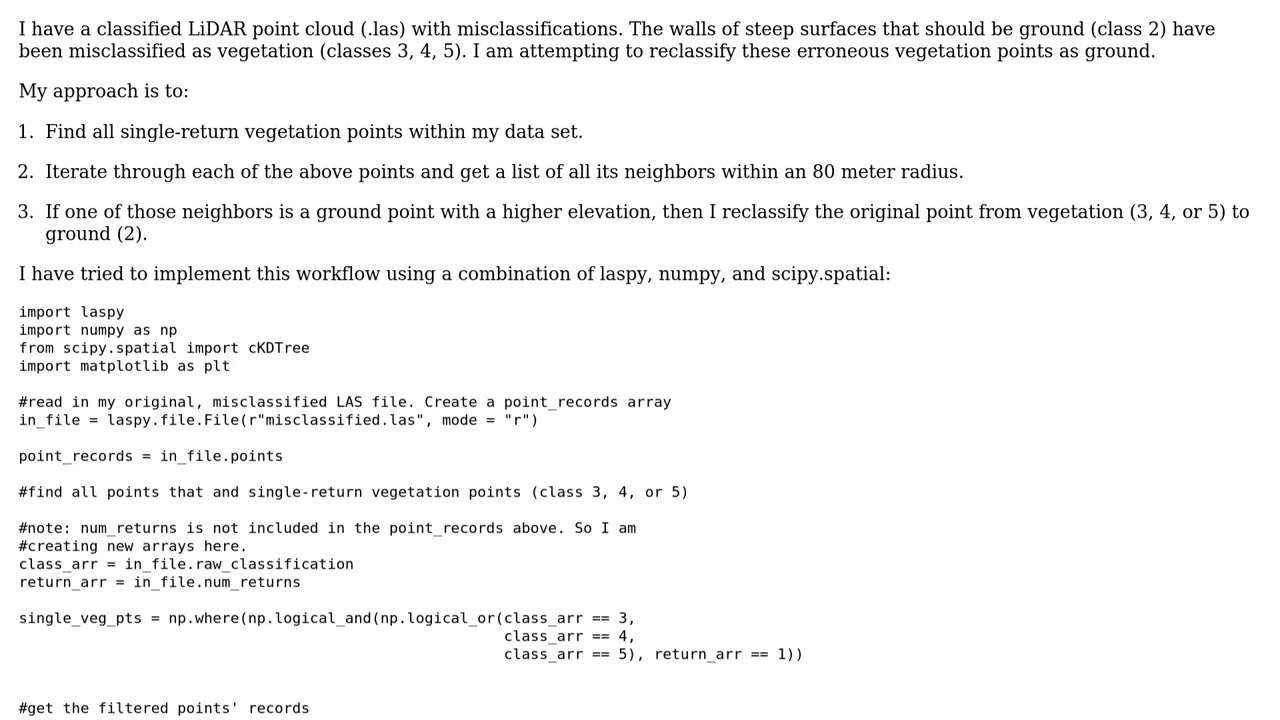 I have a classified LiDAR point cloud (.las) with misclassifications. The walls of steep surfaces that should be ground (class 2) have
been misclassified as vegetation (classes 3, 4, 5). I am attempting to reclassify these erroneous vegetation points as ground.
My approach is to:
1. Find all single-return vegetation points within my data set.
2. Iterate through each of the above points and get a list of all its neighbors within an 80 meter radius.
3. If one of those neighbors is a ground point with a higher elevation, then I reclassify the original point from vegetation (3, 4, or 5) to
ground (2).
I have tried to implement this workflow using a combination of laspy, numpy, and scipy.spatial:
import laspy
import numpy as np
from scipy.spatial import cKDTree
import matplotlib as plt
#read in my original, misclassified LAS file. Create a point_records array
in_file = laspy.file.File(r"misclassified.las", mode = "r")
point_records = in_file.points
#find all points that and single-return vegetation points (class 3, 4, or 5)
#note: num_returns is not included in the point_records above. So I am
#creating new arrays here.
class_arr = in_file.raw_classification
return_arr = in_file.num_returns
single_veg_pts = np.where(np.logical_and(np.logical_or(class_arr == 3,
class_arr == 4,
class_arr == 5), return_arr == 1))
#get the filtered points' records